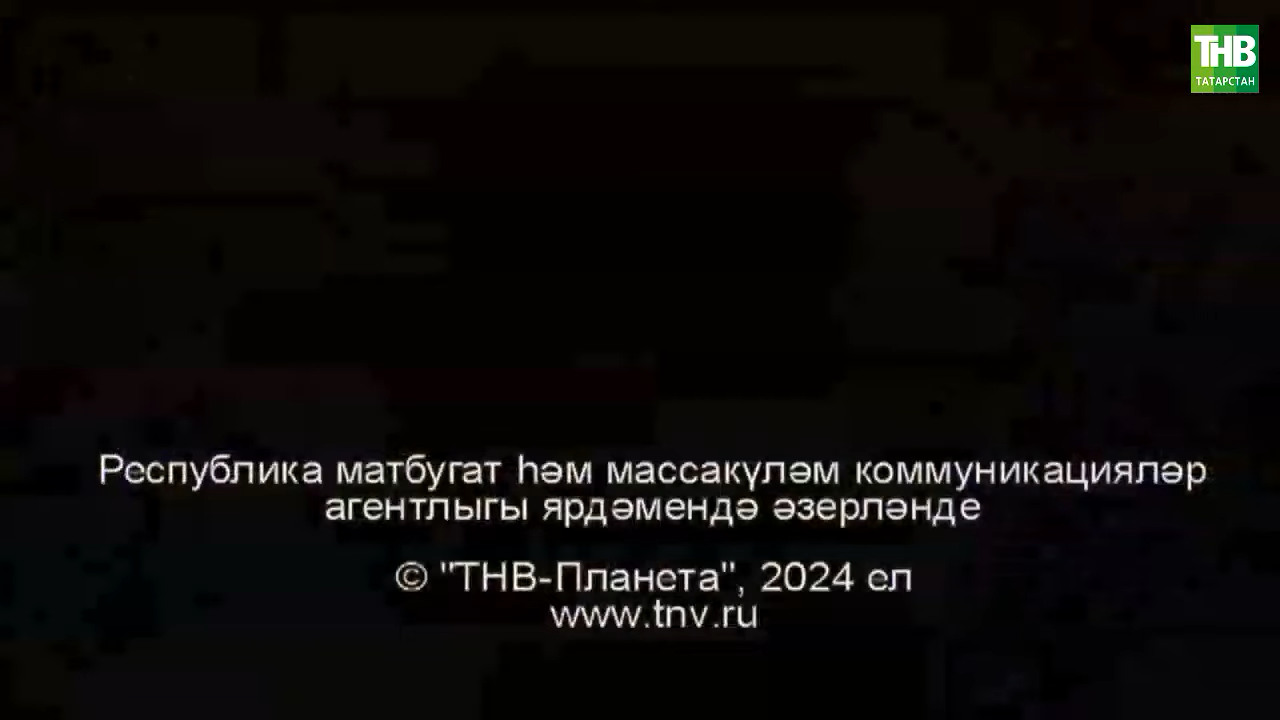 ТНВ
ТАТАРСТАН
Республика матбугат һәм массакүләм коммуникацияләр
агентлыгы ярдәмендә әзерләнде
© "ТНВ-Планета", 2024 ел
www.tnv.ru